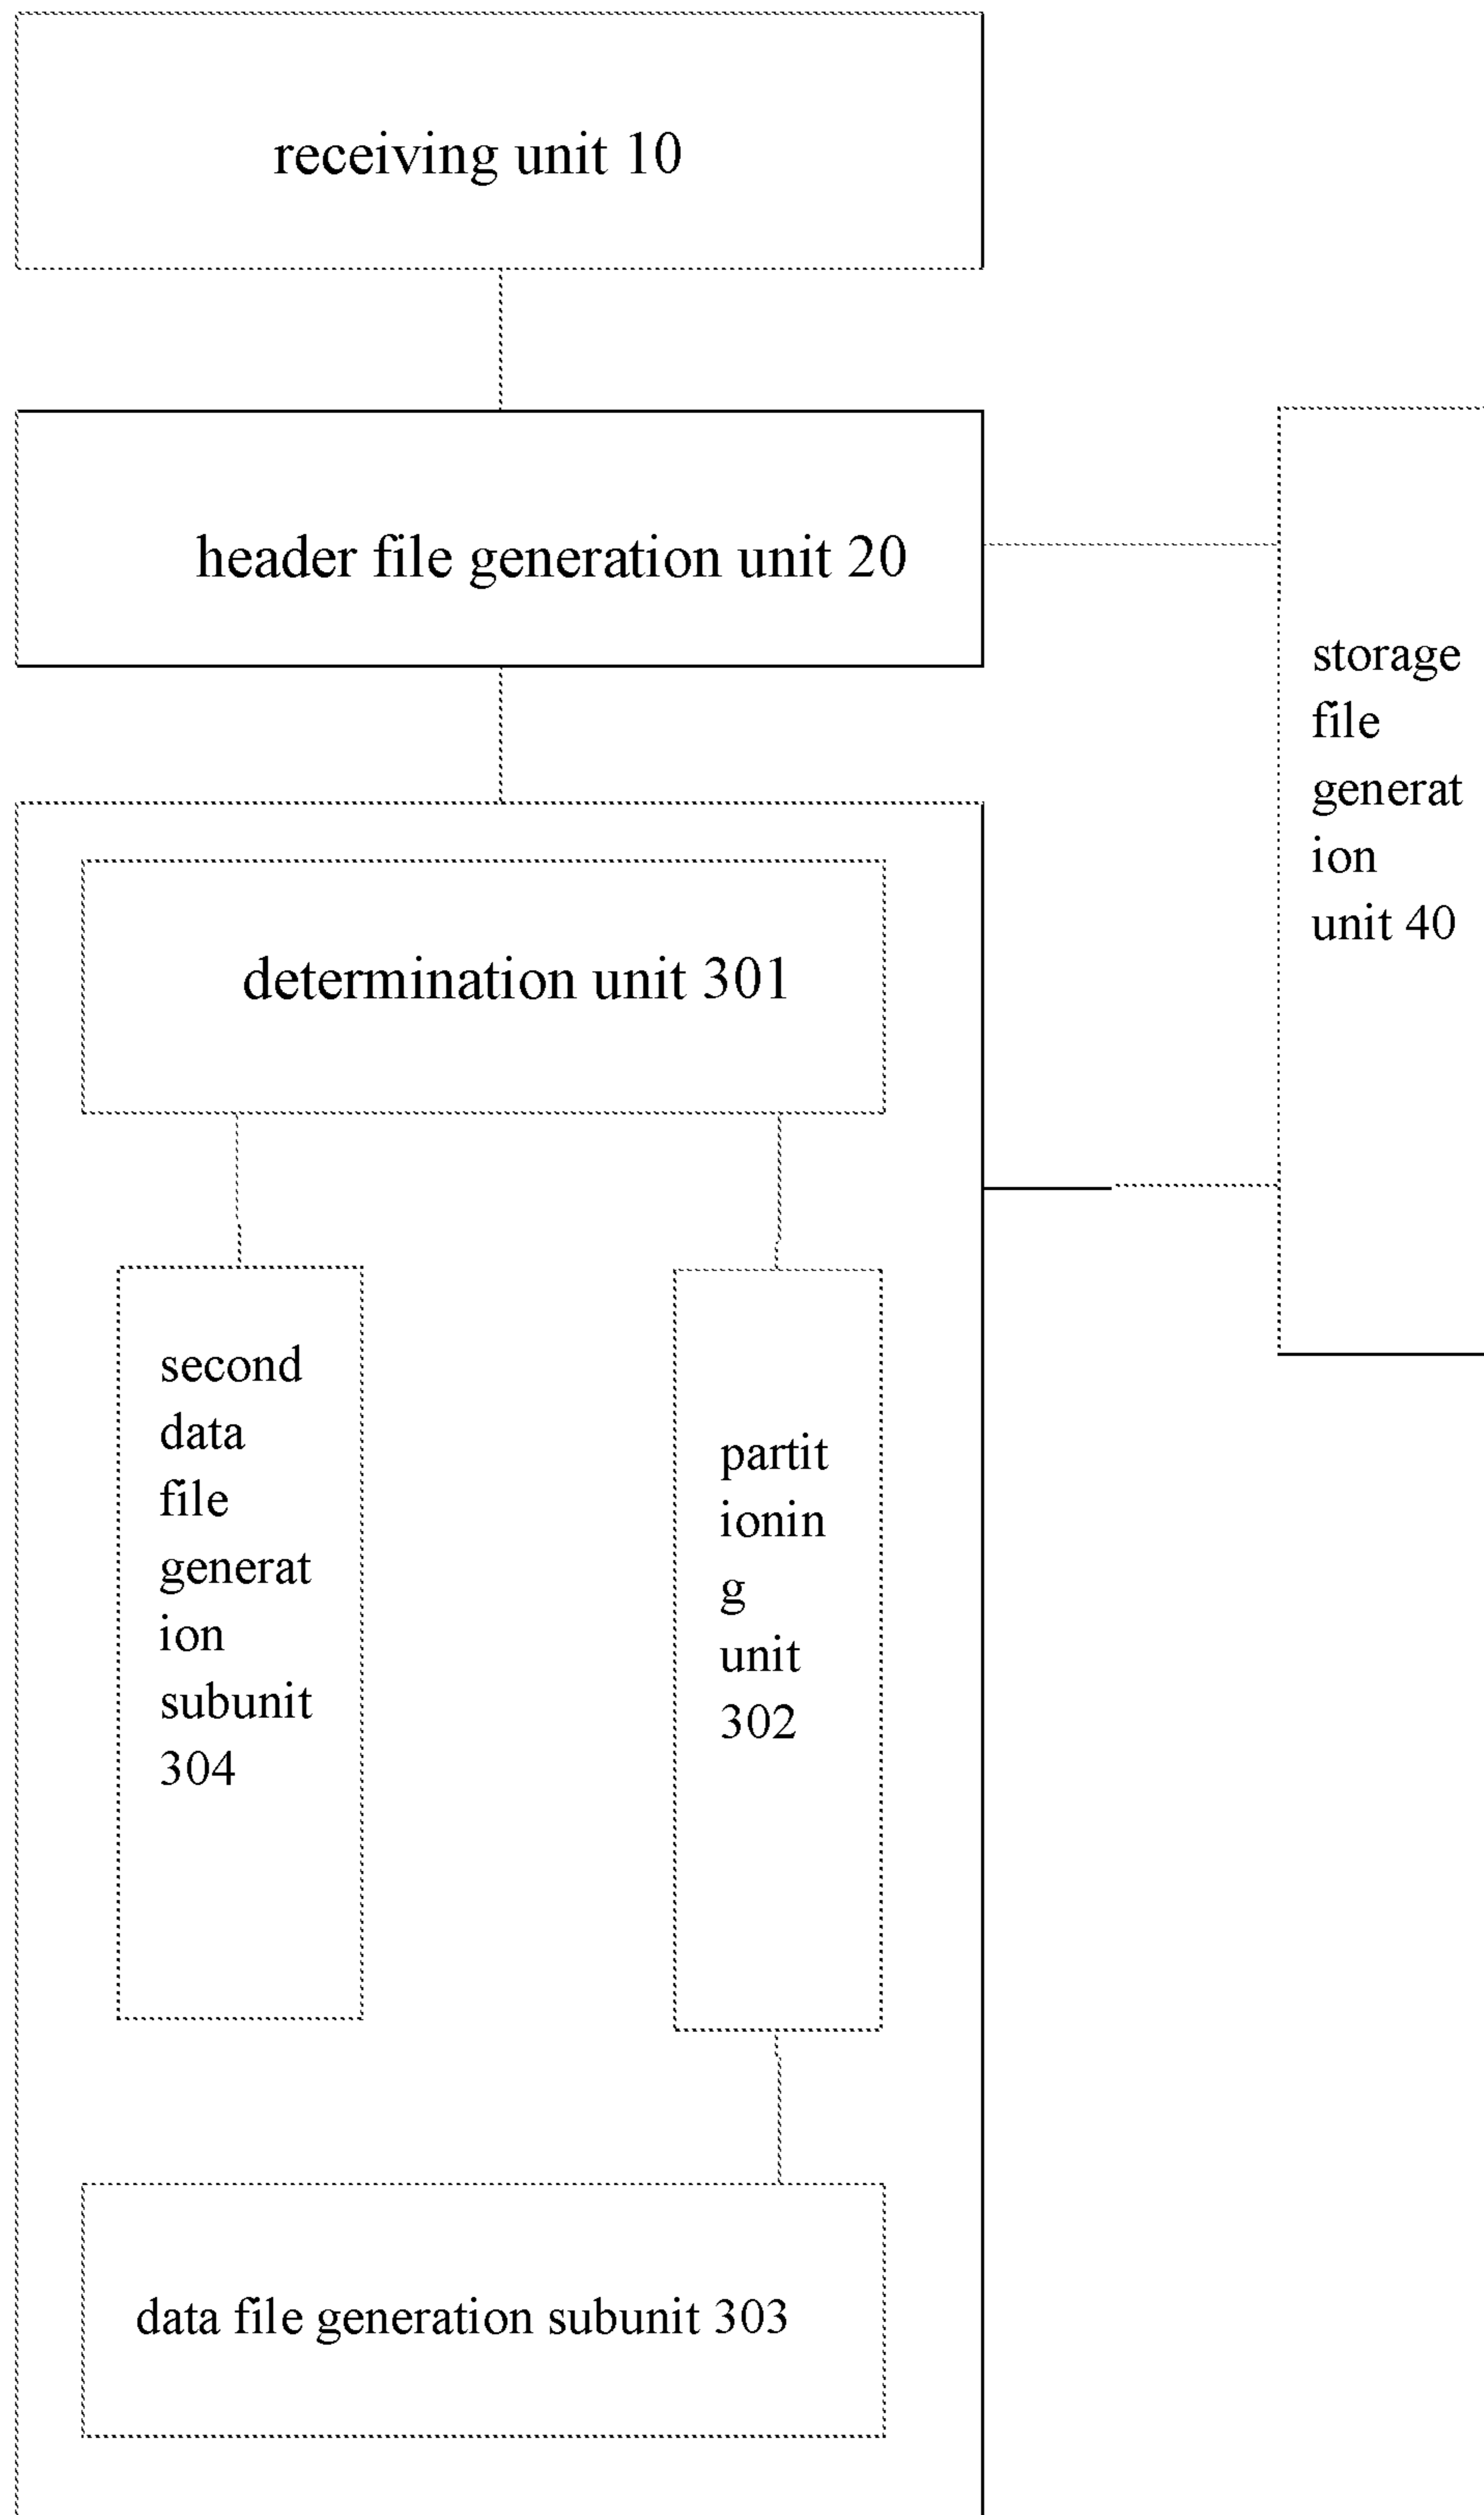 receiving unit 10
header file generation unit 20
storage
file
generat
ion
unit 40
determination unit 301
second
data
file
generat
ion
subunit
304
partit
ionin
g
unit
302
data file generation subunit 303